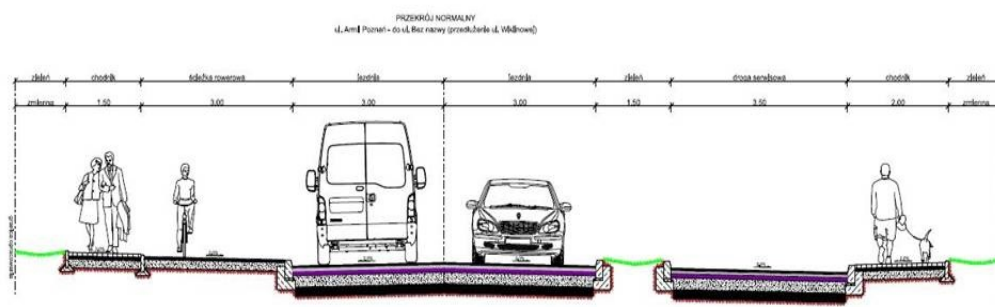 PRZEKRÓJ NORMALNY
ul. Armii Poznań - do ul. Bez nazwy (przedłużenie ul. Wiklinowej)
zieleń chodnik ścieżka rowerowa jezdnia jezdnia zieleń droga serwisowa chodnik zieleń
zmienna 1.50 3.00 3.00 3.00 1.50 3.50 2.00 zmienna